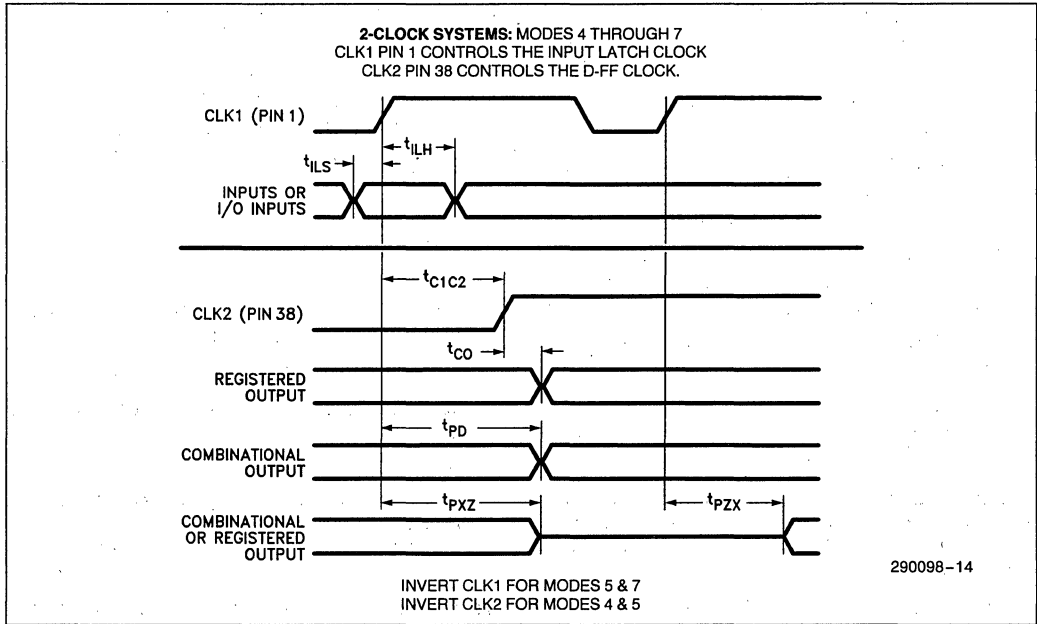 2-CLOCK SYSTEMS: MODES 4 THROUGH 7
CLK1 PIN 1 CONTROLS THE INPUT LATCH CLOCK
CLK2 PIN 38 CONTROLS THE D-FF CLOCK.
CLK1 (PIN 1)
tILH
tILS
INPUTS OR
I/O INPUTS
tC1C2
CLK2 (PIN 38)
tCO
REGISTERED
OUTPUT
tPD
COMBINATIONAL
OUTPUT
tPXZ
tPZX
COMBINATIONAL
OR REGISTERED
OUTPUT
290098-14
INVERT CLK1 FOR MODES 5 & 7
INVERT CLK2 FOR MODES 4 & 5